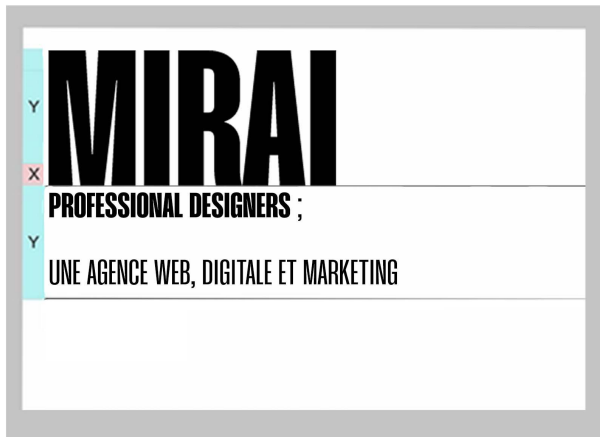 MIRAI
Y
X
PROFESSIONAL DESIGNERS ;
Y
UNE AGENCE WEB, DIGITALE ET MARKETING